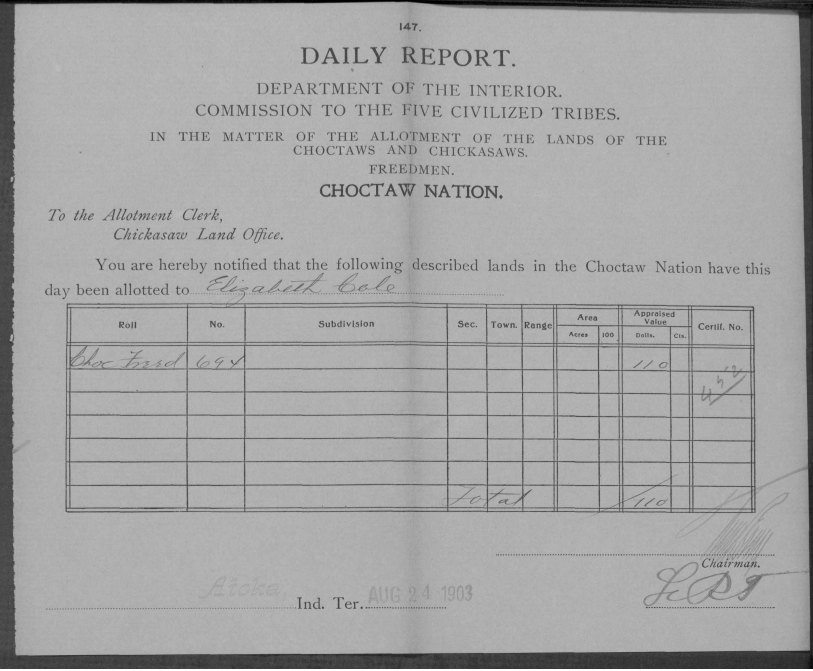 147.
DAILY REPORT.
DEPARTMENT OF THE INTERIOR.
COMMISSION TO THE FIVE CIVILIZED TRIBES.
IN THE MATTER OF THE ALLOTMENT OF THE LANDS OF THE
CHOCTAWS AND CHICKASAWS.
FREEDMEN.
CHOCTAW NATION.
To the Allotment Clerk,
Chickasaw Land Office.
You are hereby notified that the following described lands in the Choctaw Nation have this
day been allotted to Elizabeth Cole
Roll No. Subdivision Sec. Town. Range Area Acres 100 Appraised Value Dolls. Cts. Certif. No.
Choc Frsd 694 110
452
Total 110
Chairman.
Atoka, Ind. Ter. AUG 24 1903